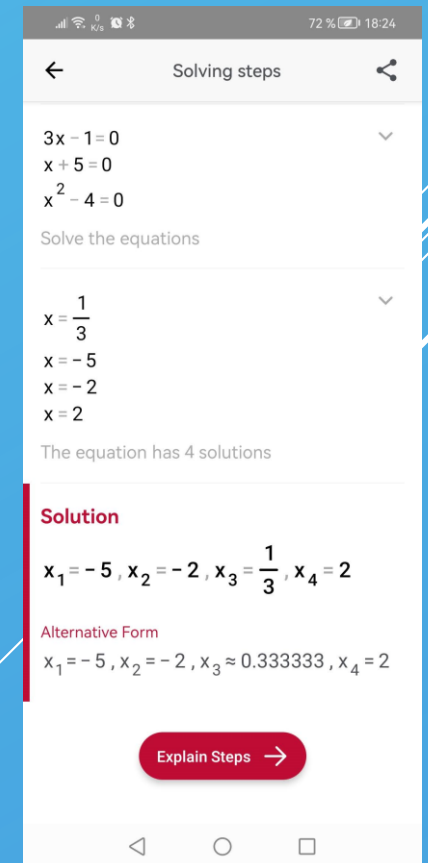 0 K/s 72 % 18:24
Solving steps
3x - 1 = 0
x + 5 = 0
x² - 4 = 0
Solve the equations
x = 1/3
x = - 5
x = - 2
x = 2
The equation has 4 solutions
Solution
x₁ = - 5 , x₂ = - 2 , x₃ = 1/3 , x₄ = 2
Alternative Form
x₁ = - 5 , x₂ = - 2 , x₃ ≈ 0.333333 , x₄ = 2
Explain Steps